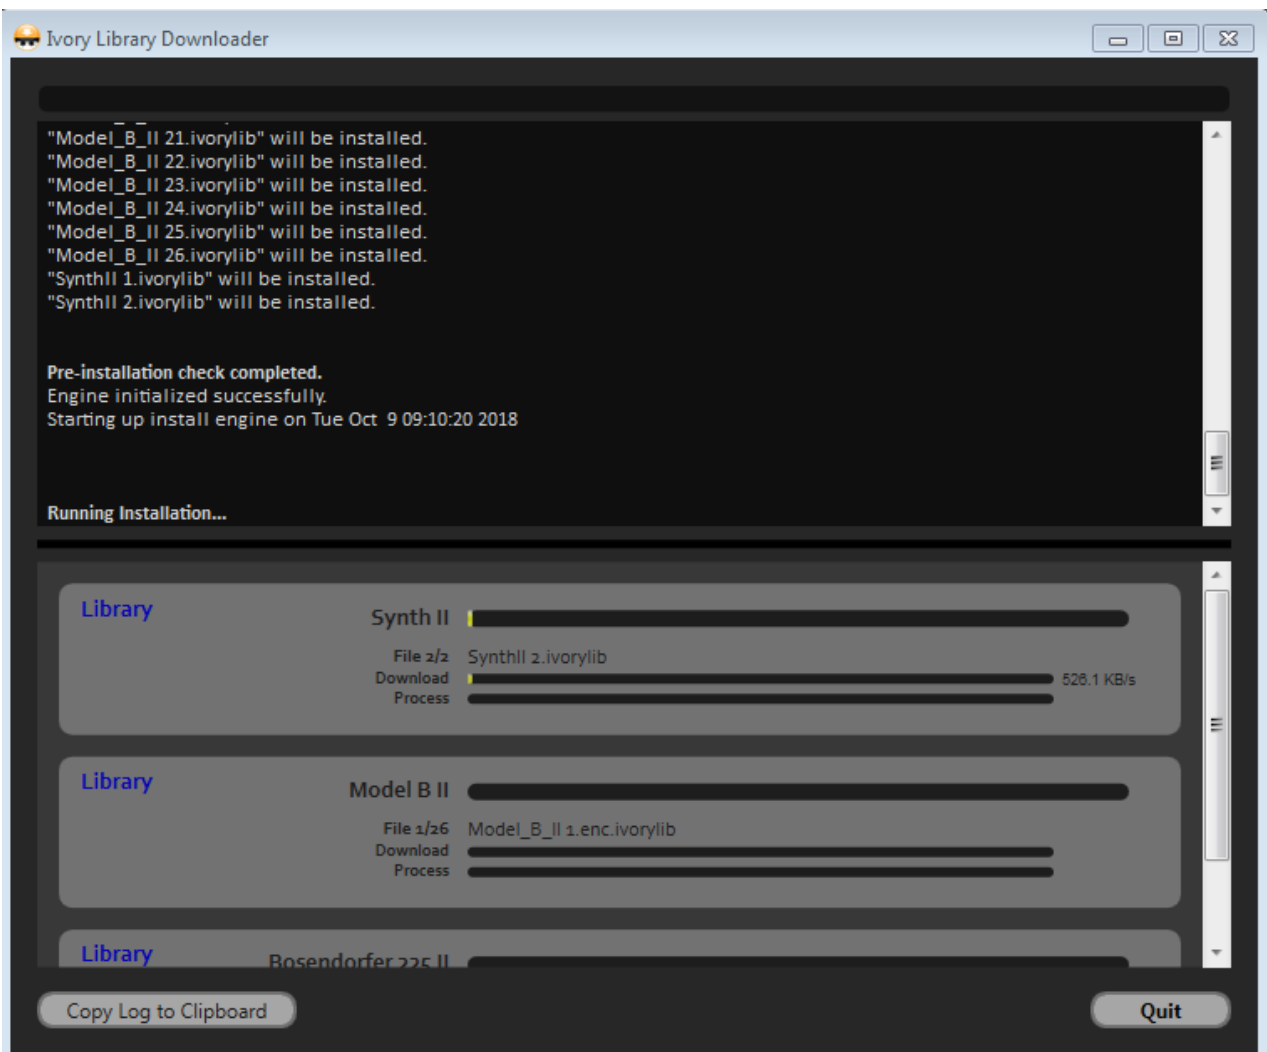 Ivory Library Downloader
"Model_B_II 21.ivorylib" will be installed.
"Model_B_II 22.ivorylib" will be installed.
"Model_B_II 23.ivorylib" will be installed.
"Model_B_II 24.ivorylib" will be installed.
"Model_B_II 25.ivorylib" will be installed.
"Model_B_II 26.ivorylib" will be installed.
"SynthII 1.ivorylib" will be installed.
"SynthII 2.ivorylib" will be installed.
Pre-installation check completed.
Engine initialized successfully.
Starting up install engine on Tue Oct  9 09:10:20 2018
Running Installation...
Library
Synth II
File 2/2 SynthII 2.ivorylib
Download 526.1 KB/s
Process
Library
Model B II
File 1/26 Model_B_II 1.enc.ivorylib
Download
Process
Library
Bosendorfer 225 II
Copy Log to Clipboard
Quit